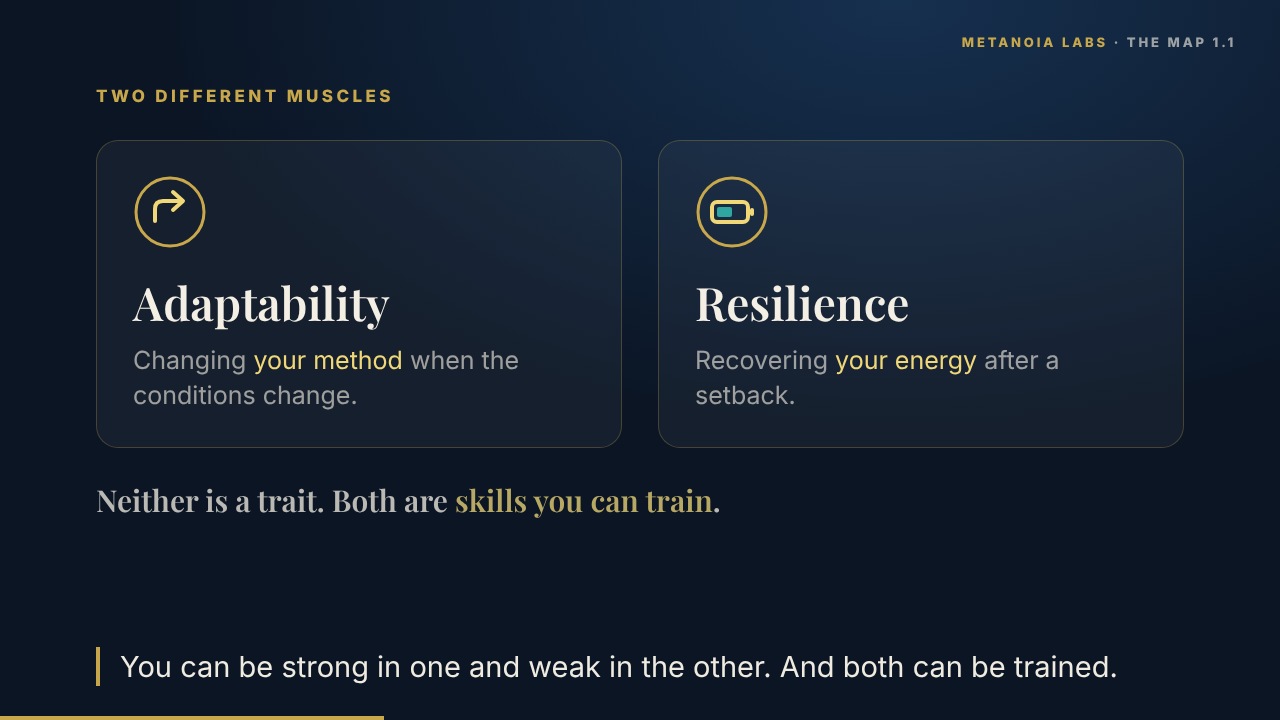 METANOIA LABS · THE MAP 1.1
TWO DIFFERENT MUSCLES
Adaptability
Changing your method when the
conditions change.
Resilience
Recovering your energy after a
setback.
Neither is a trait. Both are skills you can train.
You can be strong in one and weak in the other. And both can be trained.